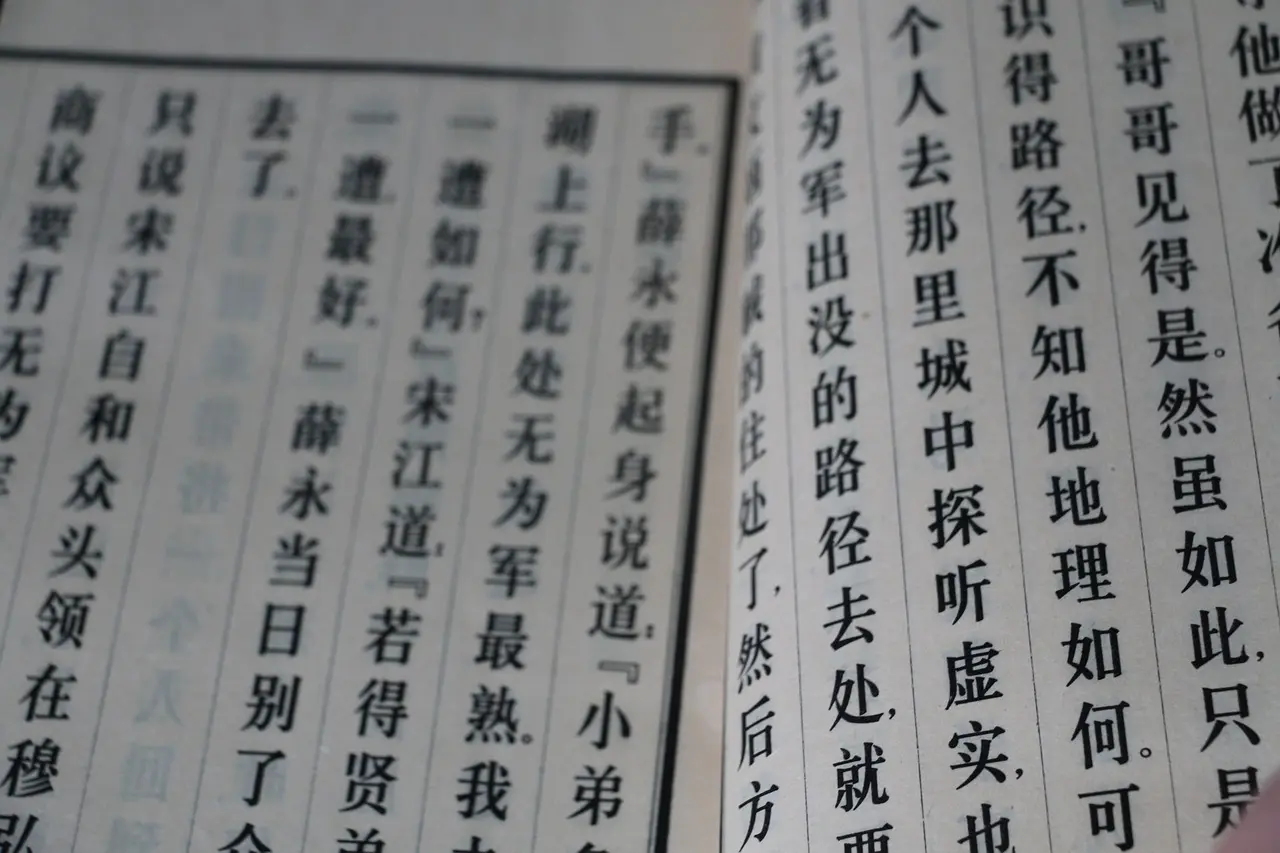 他做了
『哥哥见得是。然虽如此,只是
识得路径,不知他地理如何。可
个人去那里城中探听虚实,也
看无为军出没的路径去处,就要
的住处了,然后方
手。』薛永便起身说道:『小弟
湖上行。此处无为军最熟。我
一遭如何?』宋江道:『若得贤弟
一遭,最好。』薛永当日别了
去了。
只说宋江自和众头领在穆弘
商议要打无为军